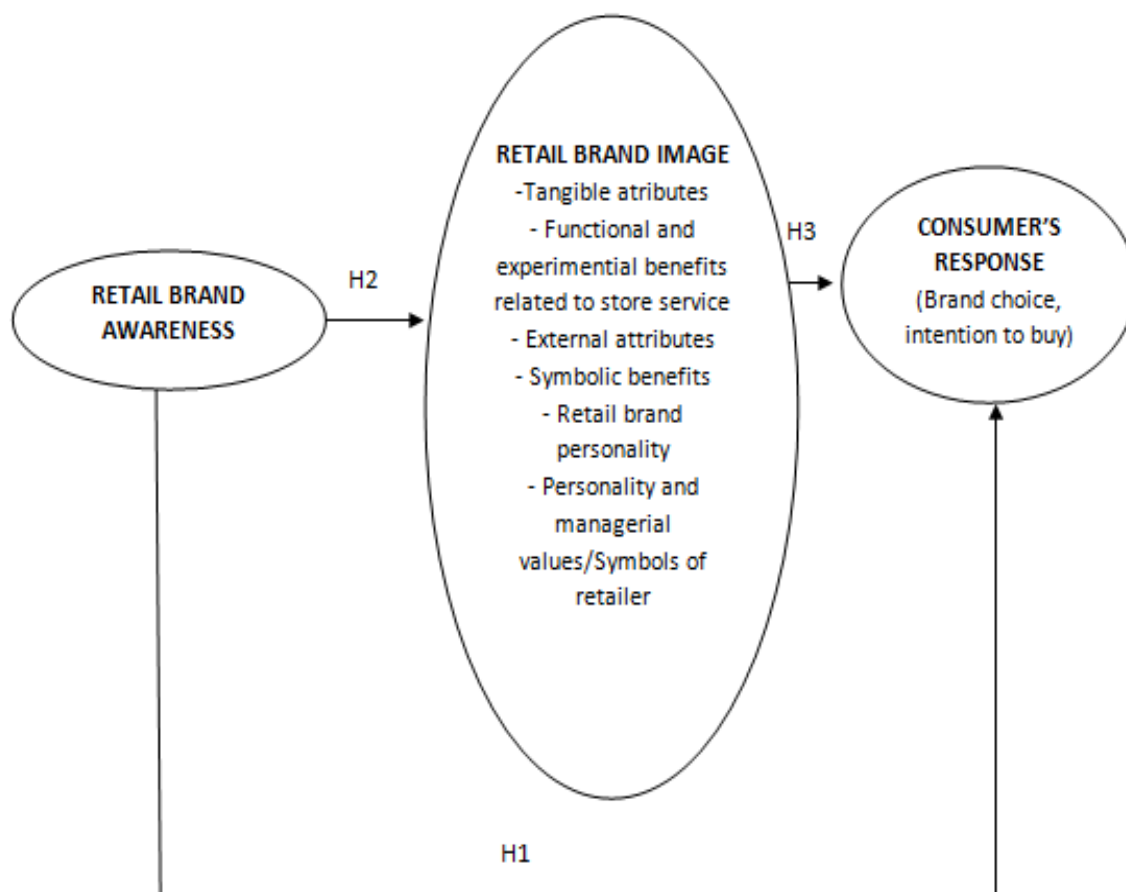 RETAIL BRAND
AWARENESS
H2
RETAIL BRAND IMAGE
-Tangible atributes
- Functional and
experimental benefits
related to store service
- External attributes
- Symbolic benefits
- Retail brand
personality
- Personality and
managerial
values/Symbols of
retailer
H3
CONSUMER'S
RESPONSE
(Brand choice,
intention to buy)
H1